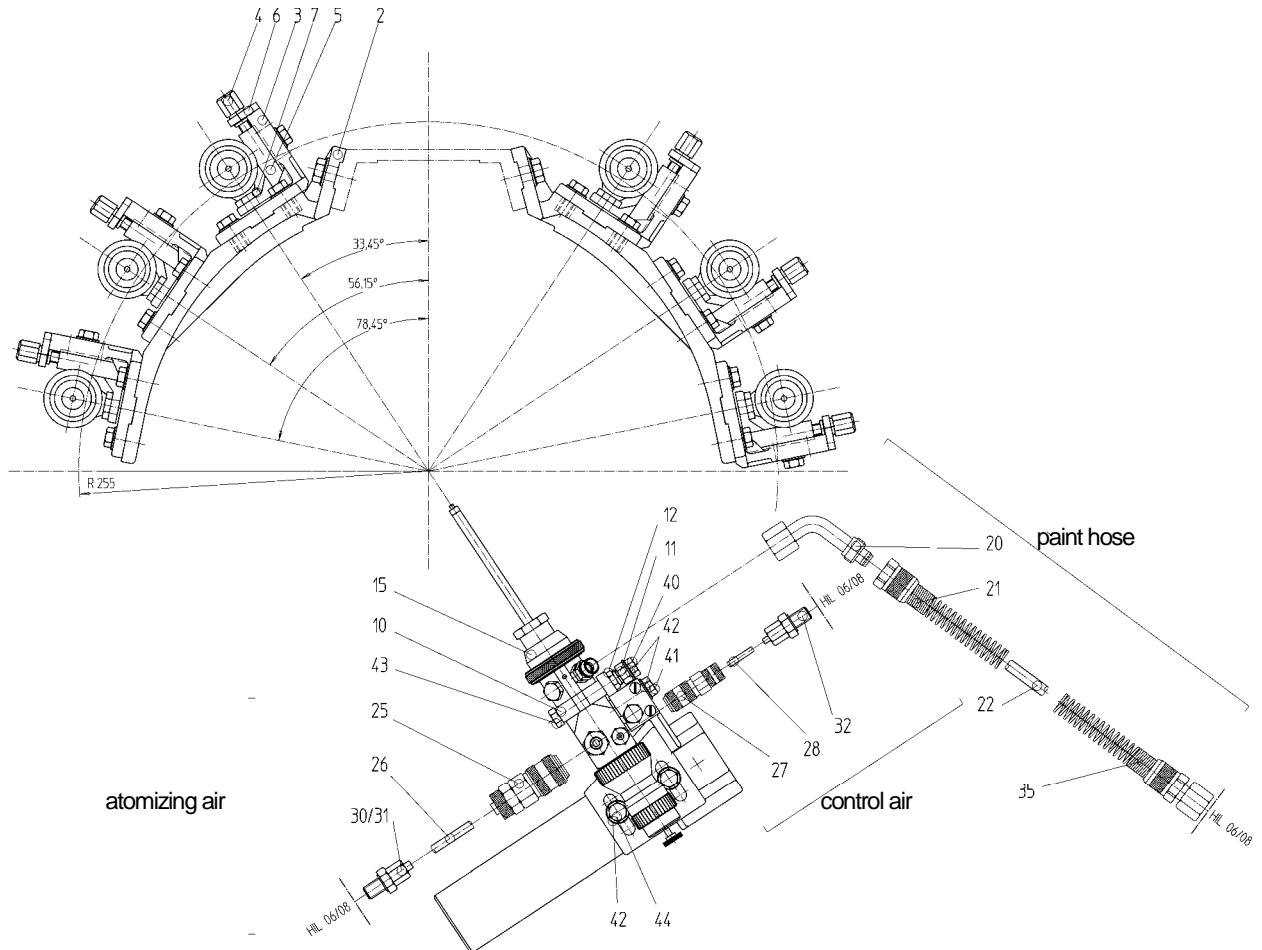 4 6 3 7 5 2
33,45°
56,15°
78,45°
R 255
12
11
40
42
41
15
10
43
25
26
30/31
atomizing air
HIL 06/08
42 44
27 28 32
control air
HIL 06/08
20
paint hose
21
22
35
HIL 06/08